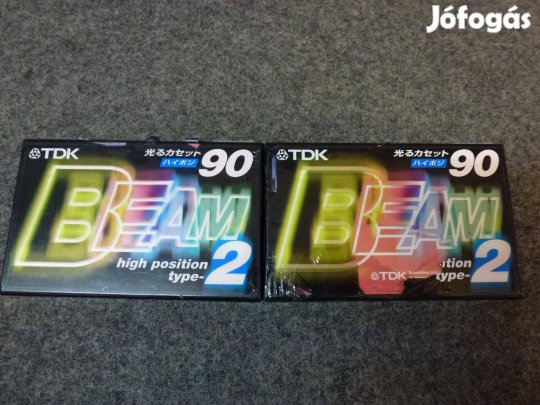 Jófogás
TDK
光るカセット
ハイポジ
90
BEAM
high position
type-2
TDK
光るカセット
ハイポジ
90
BEAM
ition
type-2
TDK